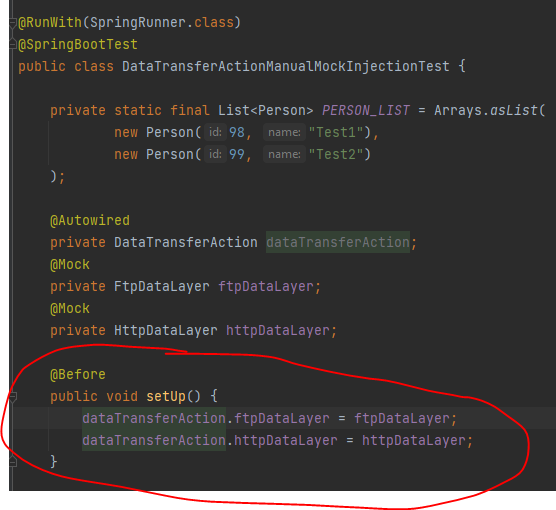 @RunWith(SpringRunner.class)
@SpringBootTest
public class DataTransferActionManualMockInjectionTest {
private static final List<Person> PERSON_LIST = Arrays.asList(
new Person( id: 98, name: "Test1"),
new Person( id: 99, name: "Test2")
);
@Autowired
private DataTransferAction dataTransferAction;
@Mock
private FtpDataLayer ftpDataLayer;
@Mock
private HttpDataLayer httpDataLayer;
@Before
public void setUp() {
dataTransferAction.ftpDataLayer = ftpDataLayer;
dataTransferAction.httpDataLayer = httpDataLayer;
}